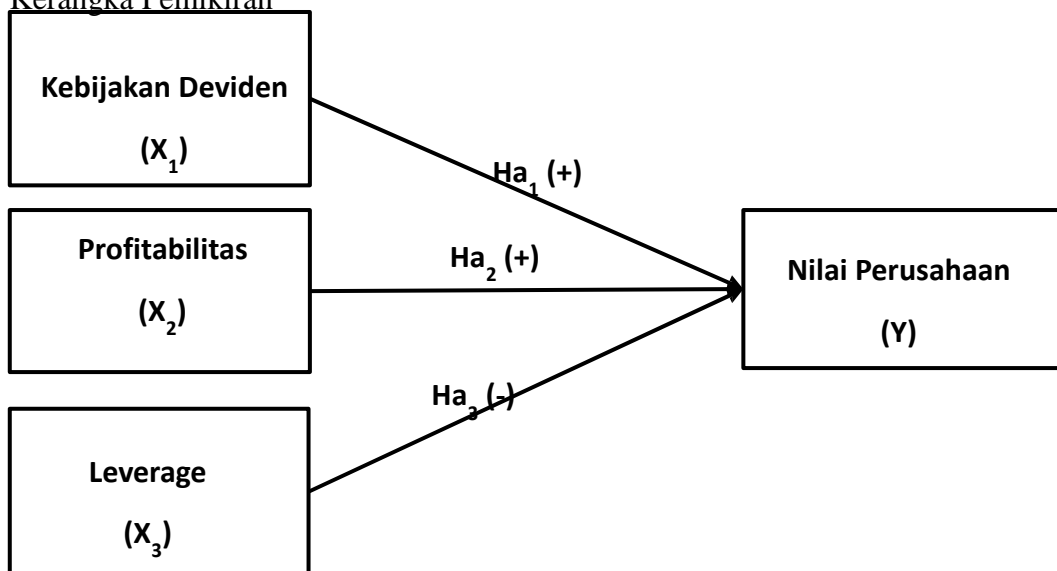 Kerangka Pemikiran
Kebijakan Deviden
(X₁)
Ha₁ (+)
Profitabilitas
(X₂)
Ha₂ (+)
Nilai Perusahaan
(Y)
Ha₃ (-)
Leverage
(X₃)